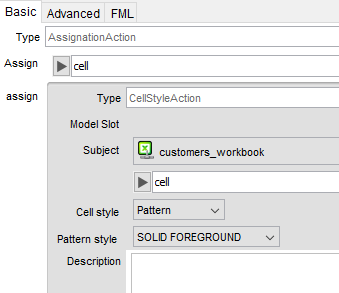 Basic Advanced FML
Type AssignationAction
Assign cell
assign Type CellStyleAction
Model Slot
Subject customers_workbook
cell
Cell style Pattern
Pattern style SOLID FOREGROUND
Description